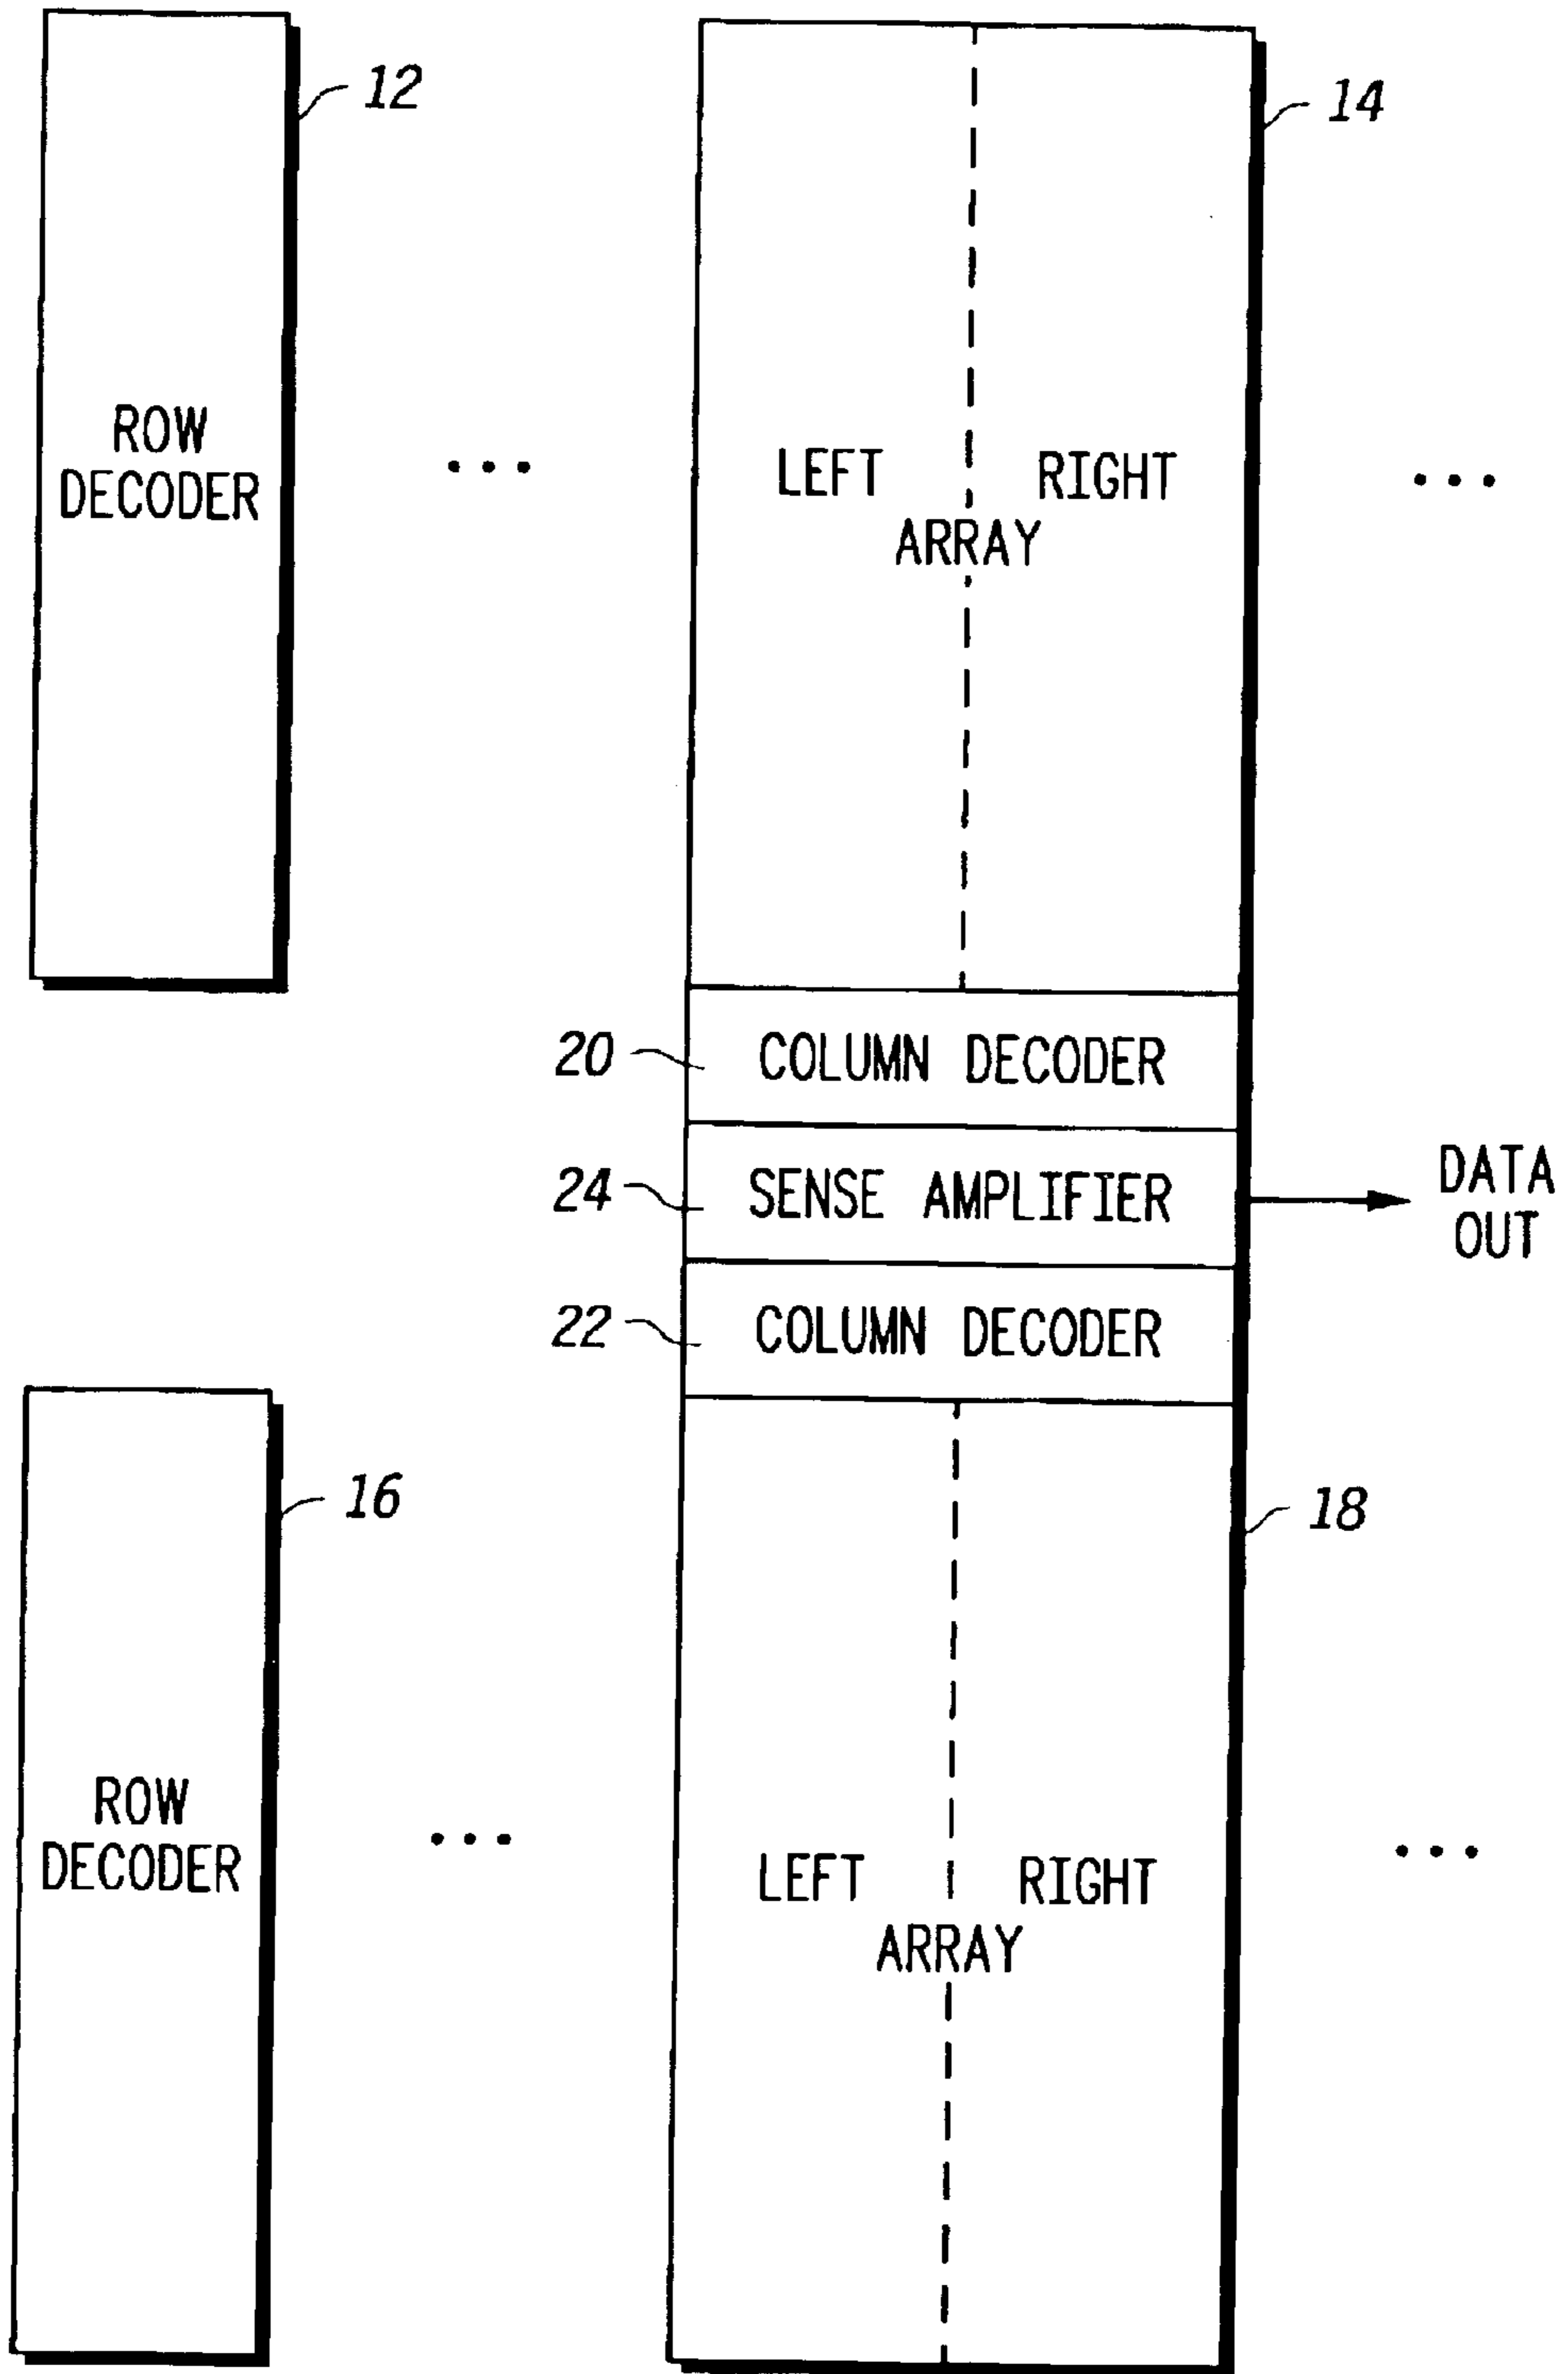 12
14
ROW
DECODER
...
LEFT
RIGHT
ARRAY
...
20
COLUMN DECODER
24
SENSE AMPLIFIER
DATA
OUT
22
COLUMN DECODER
16
18
ROW
DECODER
...
LEFT
RIGHT
ARRAY
...